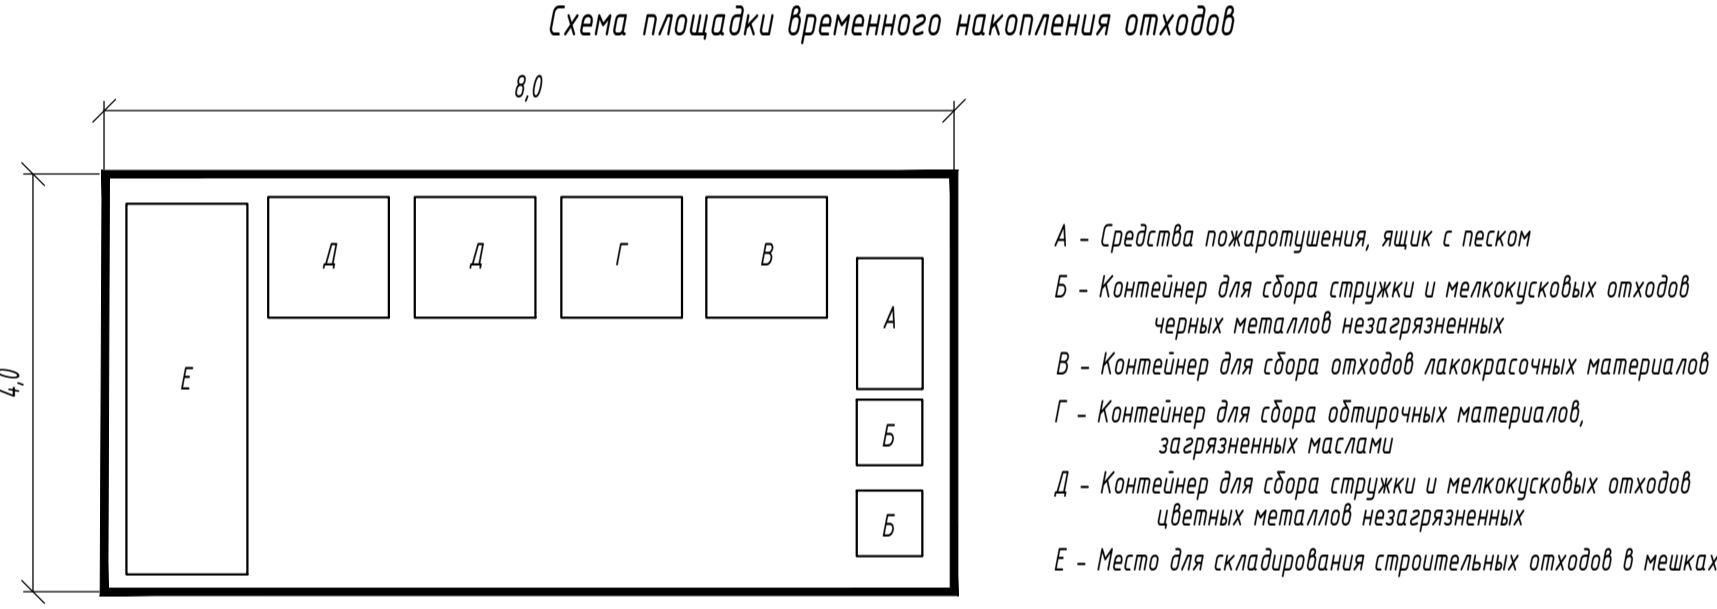 Схема площадки временного накопления отходов
8,0
4,0
Д
Д
Г
В
А
Е
Б
Б
А - Средства пожаротушения, ящик с песком
Б - Контейнер для сбора стружки и мелкокусковых отходов
черных металлов незагрязненных
В - Контейнер для сбора отходов лакокрасочных материалов
Г - Контейнер для сбора обтирочных материалов,
загрязненных маслами
Д - Контейнер для сбора стружки и мелкокусковых отходов
цветных металлов незагрязненных
Е - Место для складирования строительных отходов в мешках